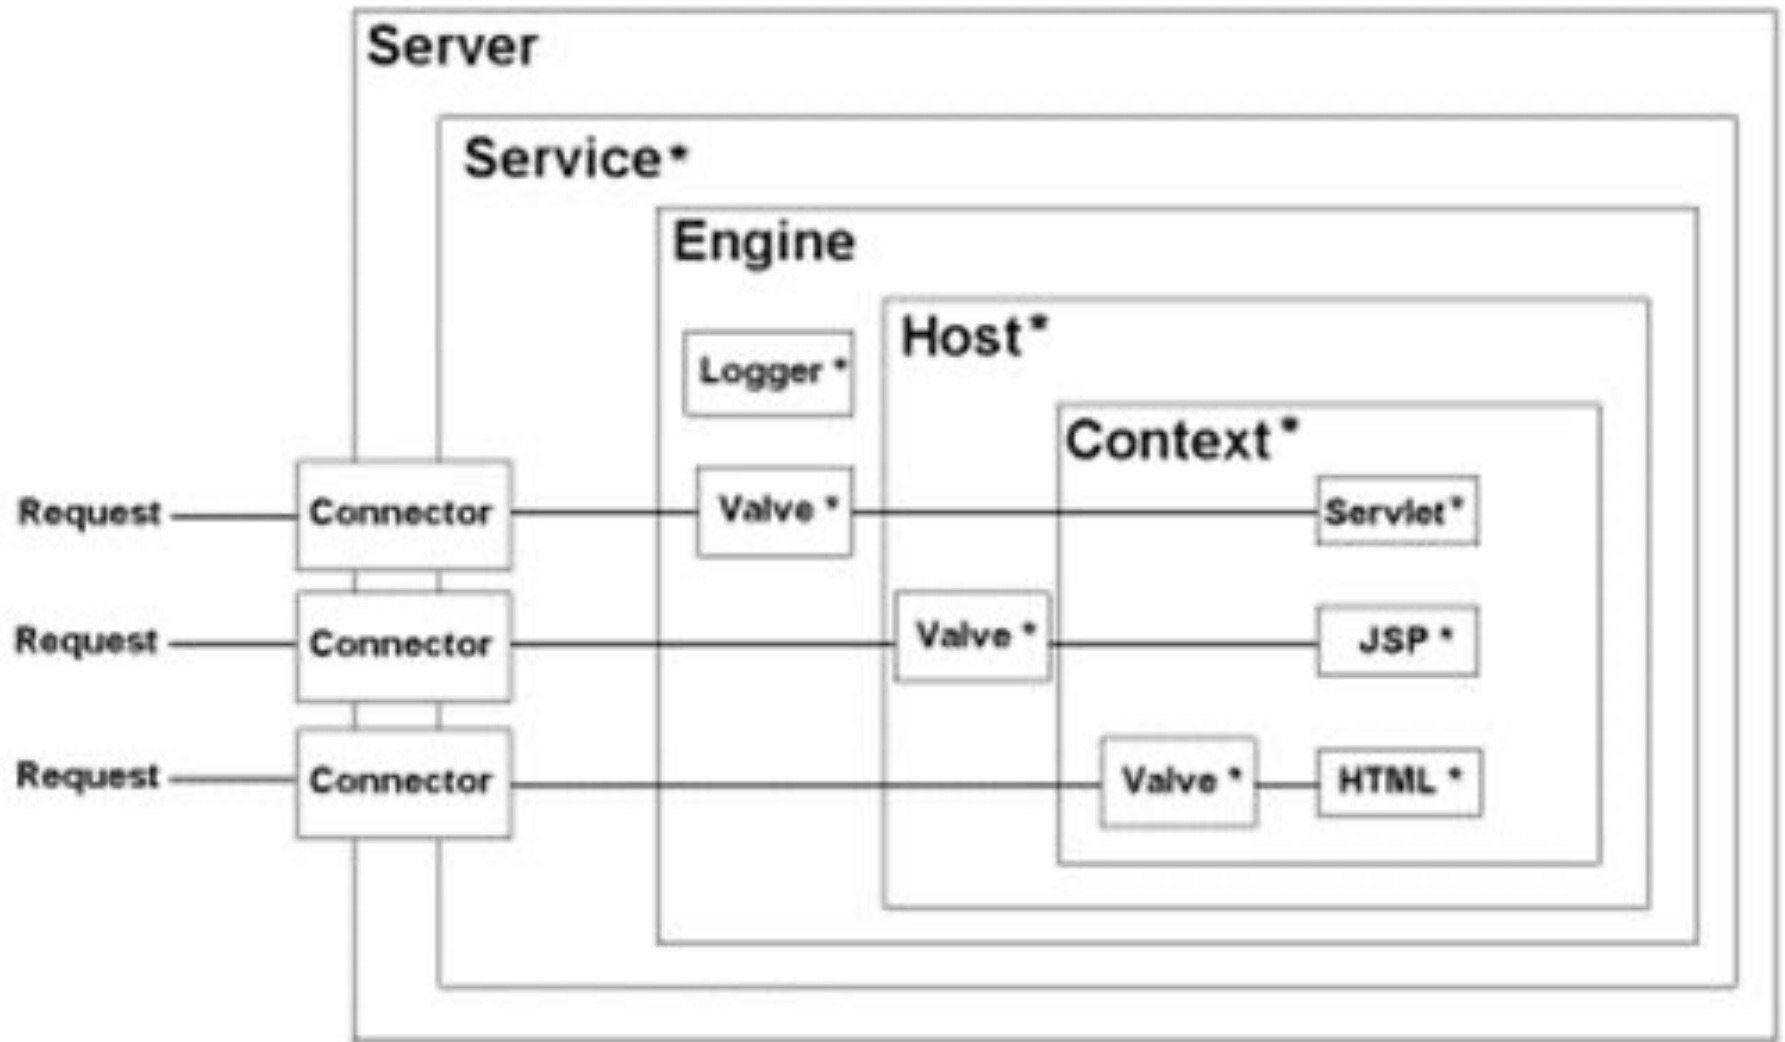 Server
Service*
Engine
Host*
Logger *
Context*
Request
Connector
Valve *
Servlet*
Request
Connector
Valve *
JSP *
Request
Connector
Valve *
HTML *